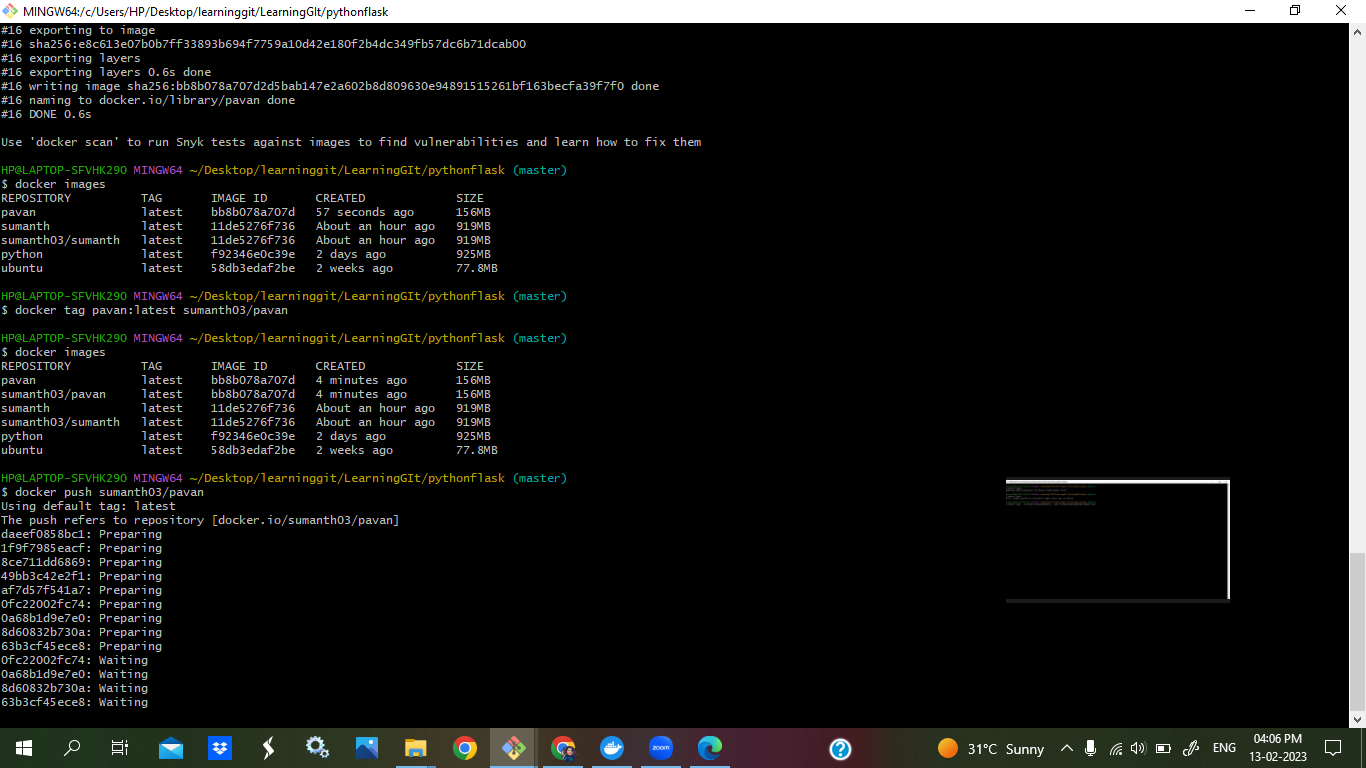 MINGW64:/c/Users/HP/Desktop/learninggit/LearningGIt/pythonflask
#16 exporting to image
#16 sha256:e8c613e07b0b7ff33893b694f7759a10d42e180f2b4dc349fb57dc6b71dcab00
#16 exporting layers
#16 exporting layers 0.6s done
#16 writing image sha256:bb8b078a707d2d5bab147e2a602b8d809630e94891515261bf163becfa39f7f0 done
#16 naming to docker.io/library/pavan done
#16 DONE 0.6s
Use 'docker scan' to run Snyk tests against images to find vulnerabilities and learn how to fix them
HP@LAPTOP-SFVHK29O MINGW64 ~/Desktop/learninggit/LearningGIt/pythonflask (master)
$ docker images
REPOSITORY TAG IMAGE ID CREATED SIZE
pavan latest bb8b078a707d 57 seconds ago 156MB
sumanth latest 11de5276f736 About an hour ago 919MB
sumanth03/sumanth latest 11de5276f736 About an hour ago 919MB
python latest f92346e0c39e 2 days ago 925MB
ubuntu latest 58db3edaf2be 2 weeks ago 77.8MB
HP@LAPTOP-SFVHK29O MINGW64 ~/Desktop/learninggit/LearningGIt/pythonflask (master)
$ docker tag pavan:latest sumanth03/pavan
HP@LAPTOP-SFVHK29O MINGW64 ~/Desktop/learninggit/LearningGIt/pythonflask (master)
$ docker images
REPOSITORY TAG IMAGE ID CREATED SIZE
pavan latest bb8b078a707d 4 minutes ago 156MB
sumanth03/pavan latest bb8b078a707d 4 minutes ago 156MB
sumanth latest 11de5276f736 About an hour ago 919MB
sumanth03/sumanth latest 11de5276f736 About an hour ago 919MB
python latest f92346e0c39e 2 days ago 925MB
ubuntu latest 58db3edaf2be 2 weeks ago 77.8MB
HP@LAPTOP-SFVHK29O MINGW64 ~/Desktop/learninggit/LearningGIt/pythonflask (master)
$ docker push sumanth03/pavan
Using default tag: latest
The push refers to repository [docker.io/sumanth03/pavan]
daeef0858bc1: Preparing
1f9f7985eacf: Preparing
8ce711dd6869: Preparing
49bb3c42e2f1: Preparing
af7d57f541a7: Preparing
0fc22002fc74: Preparing
0a68b1d9e7e0: Preparing
8d60832b730a: Preparing
63b3cf45ece8: Preparing
0fc22002fc74: Waiting
0a68b1d9e7e0: Waiting
8d60832b730a: Waiting
63b3cf45ece8: Waiting
zoom
31°C Sunny
ENG
04:06 PM
13-02-2023